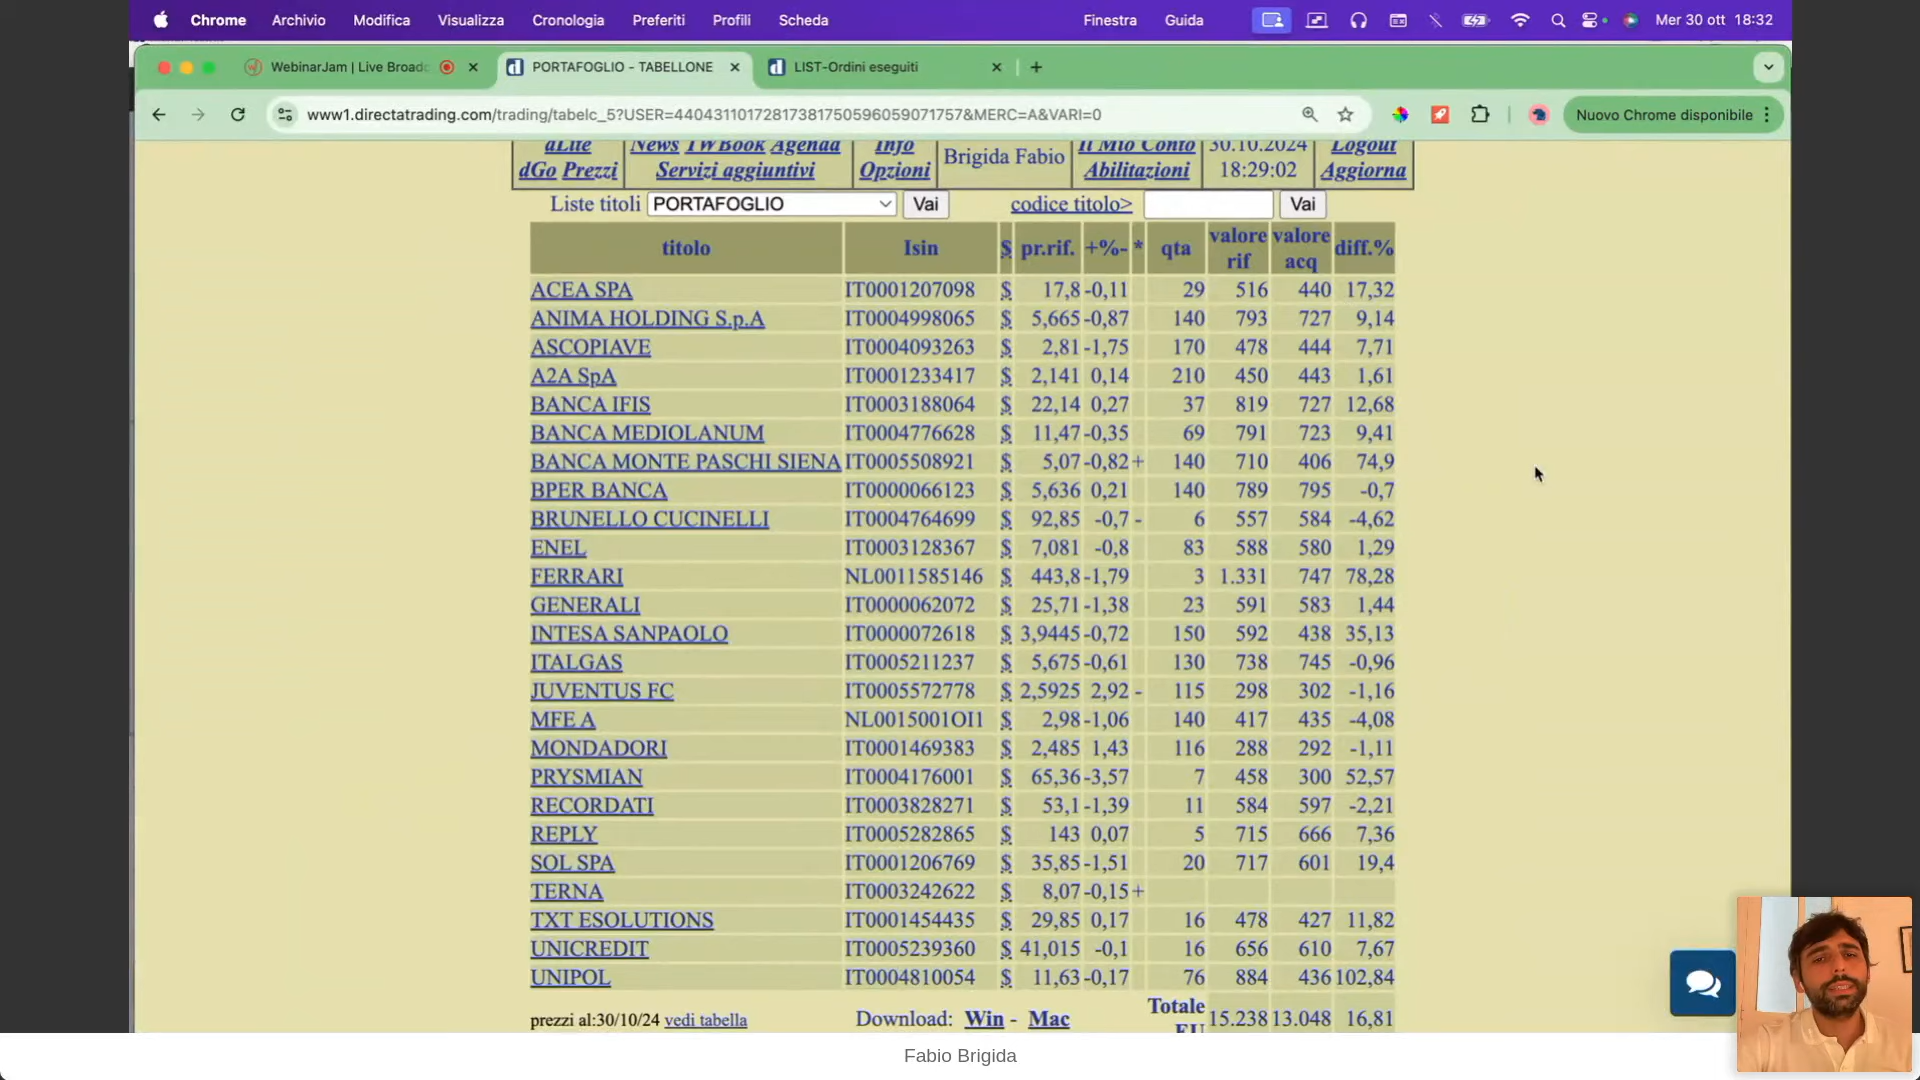 Chrome Archivio Modifica Visualizza Cronologia Preferiti Profili Scheda Finestra Guida Mer 30 ott 18:32
WebinarJam | Live Broadc PORTAFOGLIO - TABELLONE LIST-Ordini eseguiti
www1.directatrading.com/trading/tabelc_5?USER=440431101728173817505960590717​57&MERC=A&VARI=0 Nuovo Chrome disponibile
dLite News TWBook Agenda Info Il Mio Conto 30.10.2024 Logout
Brigida Fabio
dGo Prezzi Servizi aggiuntivi Opzioni Abilitazioni 18:29:02 Aggiorna
Liste titoli PORTAFOGLIO Vai codice titolo> Vai
titolo Isin $ pr.rif. +%- * qta valore rif valore acq diff.%
ACEA SPA IT0001207098 $ 17,8 -0,11 29 516 440 17,32
ANIMA HOLDING S.p.A IT0004998065 $ 5,665 -0,87 140 793 727 9,14
ASCOPIAVE IT0004093263 $ 2,81 -1,75 170 478 444 7,71
A2A SpA IT0001233417 $ 2,141 0,14 210 450 443 1,61
BANCA IFIS IT0003188064 $ 22,14 0,27 37 819 727 12,68
BANCA MEDIOLANUM IT0004776628 $ 11,47 -0,35 69 791 723 9,41
BANCA MONTE PASCHI SIENA IT0005508921 $ 5,07 -0,82 + 140 710 406 74,9
BPER BANCA IT0000066123 $ 5,636 0,21 140 789 795 -0,7
BRUNELLO CUCINELLI IT0004764699 $ 92,85 -0,7 - 6 557 584 -4,62
ENEL IT0003128367 $ 7,081 -0,8 83 588 580 1,29
FERRARI NL0011585146 $ 443,8 -1,79 3 1.331 747 78,28
GENERALI IT0000062072 $ 25,71 -1,38 23 591 583 1,44
INTESA SANPAOLO IT0000072618 $ 3,9445 -0,72 150 592 438 35,13
ITALGAS IT0005211237 $ 5,675 -0,61 130 738 745 -0,96
JUVENTUS FC IT0005572778 $ 2,5925 2,92 - 115 298 302 -1,16
MFE A NL0015001OI1 $ 2,98 -1,06 140 417 435 -4,08
MONDADORI IT0001469383 $ 2,485 1,43 116 288 292 -1,11
PRYSMIAN IT0004176001 $ 65,36 -3,57 7 458 300 52,57
RECORDATI IT0003828271 $ 53,1 -1,39 11 584 597 -2,21
REPLY IT0005282865 $ 143 0,07 5 715 666 7,36
SOL SPA IT0001206769 $ 35,85 -1,51 20 717 601 19,4
TERNA IT0003242622 $ 8,07 -0,15 +
TXT ESOLUTIONS IT0001454435 $ 29,85 0,17 16 478 427 11,82
UNICREDIT IT0005239360 $ 41,015 -0,1 16 656 610 7,67
UNIPOL IT0004810054 $ 11,63 -0,17 76 884 436 102,84
prezzi al:30/10/24 vedi tabella Download: Win - Mac Totale EU 15.238 13.048 16,81
Fabio Brigida